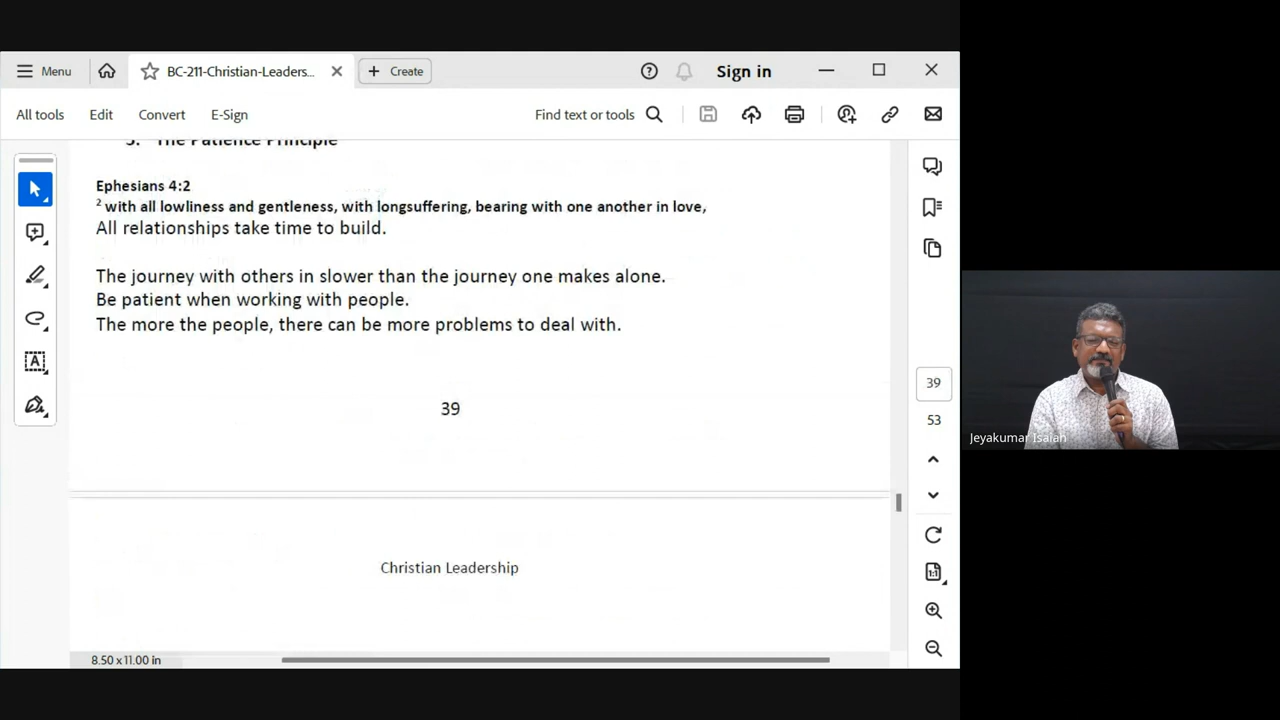 Menu
BC-211-Christian-Leaders...
Create
Sign in
All tools
Edit
Convert
E-Sign
Find text or tools
The Patience Principle
Ephesians 4:2
2 with all lowliness and gentleness, with longsuffering, bearing with one another in love,
All relationships take time to build.
The journey with others in slower than the journey one makes alone.
Be patient when working with people.
The more the people, there can be more problems to deal with.
39
39
53
Jeyakumar Isaiah
Christian Leadership
8.50 x 11.00 in
1:1